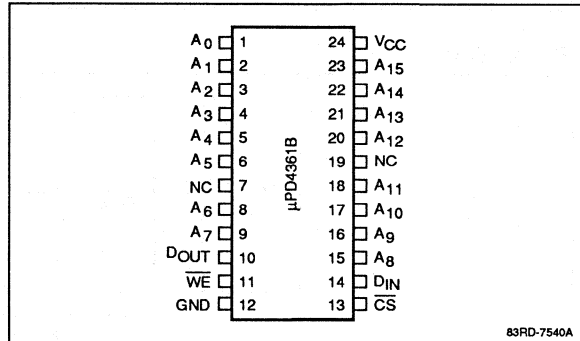 A0 1 24 VCC
A1 2 23 A15
A2 3 22 A14
A3 4 21 A13
A4 5 20 A12
A5 6 19 NC
NC 7 18 A11
A6 8 17 A10
A7 9 16 A9
DOUT 10 15 A8
WE 11 14 DIN
GND 12 13 CS
µPD4361B
83RD-7540A